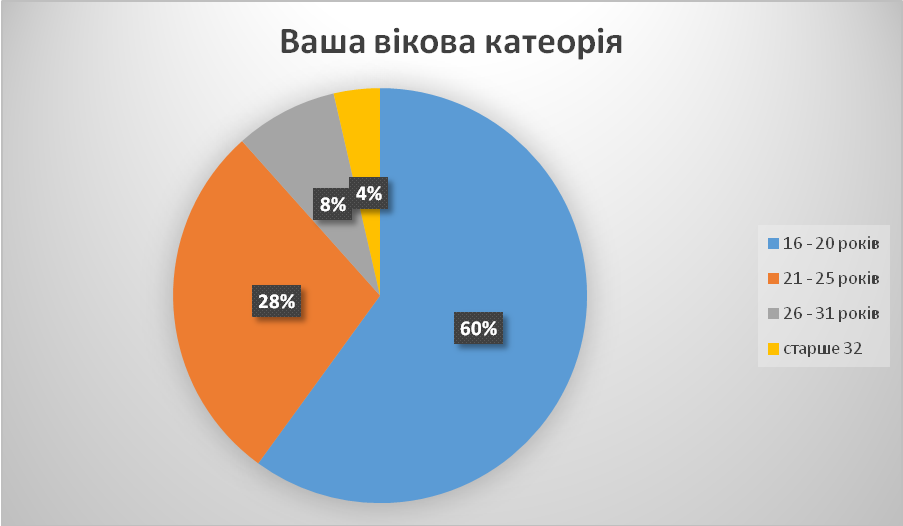 Ваша вікова катеорія
4%
8%
28%
60%
16 - 20 років
21 - 25 років
26 - 31 років
старше 32